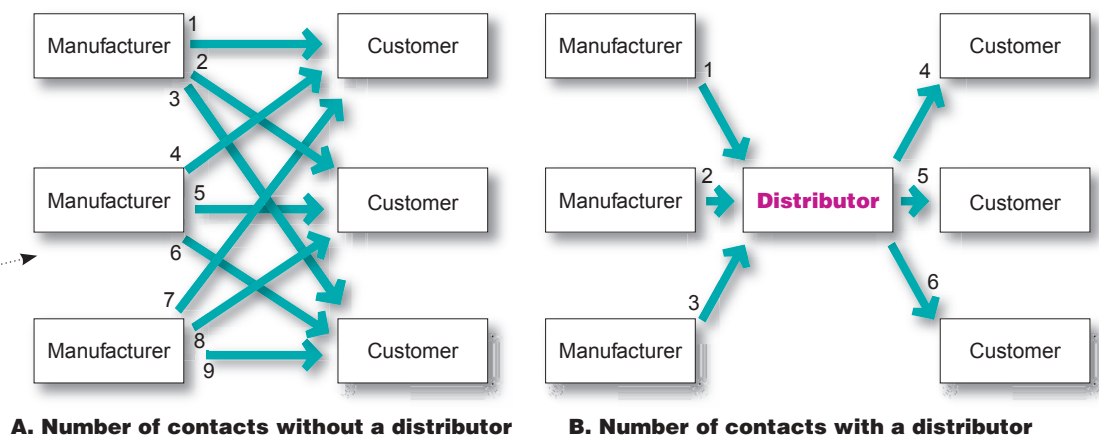 1
Manufacturer
Customer
2
3
4
Manufacturer
5
Customer
6
7
Manufacturer
8
9
Customer
A. Number of contacts without a distributor
Manufacturer
1
Customer
4
Manufacturer
2
Distributor
5
Customer
3
Manufacturer
6
Customer
B. Number of contacts with a distributor